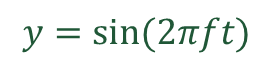 y = sin(2πft)